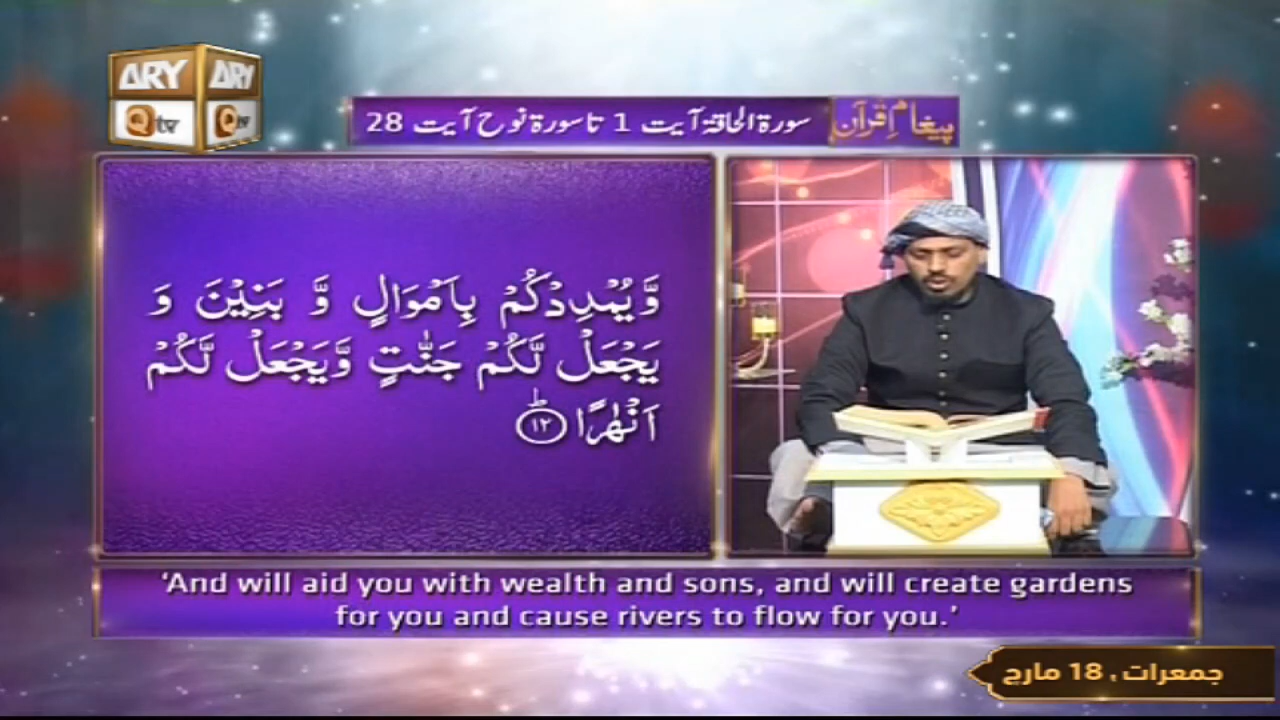 ARY ARY
Qtv Qtv
پیغامِ قرآن
سورۃ الحاقۃ آیت 1 تا سورۃ نوح آیت 28
وَّيُمْدِدْكُمْ بِاَمْوَالٍ وَّ بَنِيْنَ وَ
يَجْعَلْ لَّكُمْ جَنّٰتٍ وَّيَجْعَلْ لَّكُمْ
اَنْهٰرًا ؕ ۱۲
‘And will aid you with wealth and sons, and will create gardens
for you and cause rivers to flow for you.’
جمعرات، 18 مارچ